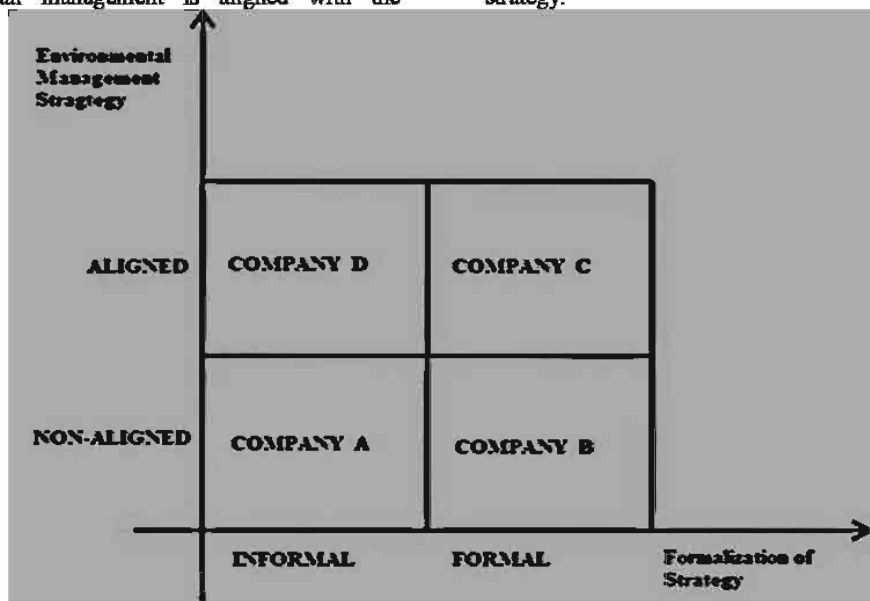 management is aligned with the strategy.
Environmental
Management
Stragtegy
ALIGNED COMPANY D COMPANY C
NON-ALIGNED COMPANY A COMPANY B
INFORMAL FORMAL Formalization of
Strategy